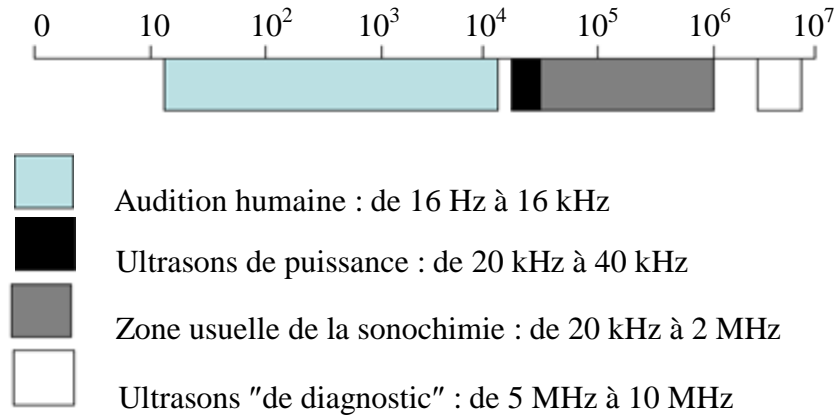 0 10 10² 10³ 10⁴ 10⁵ 10⁶ 10⁷
Audition humaine : de 16 Hz à 16 kHz
Ultrasons de puissance : de 20 kHz à 40 kHz
Zone usuelle de la sonochimie : de 20 kHz à 2 MHz
Ultrasons ″de diagnostic″ : de 5 MHz à 10 MHz